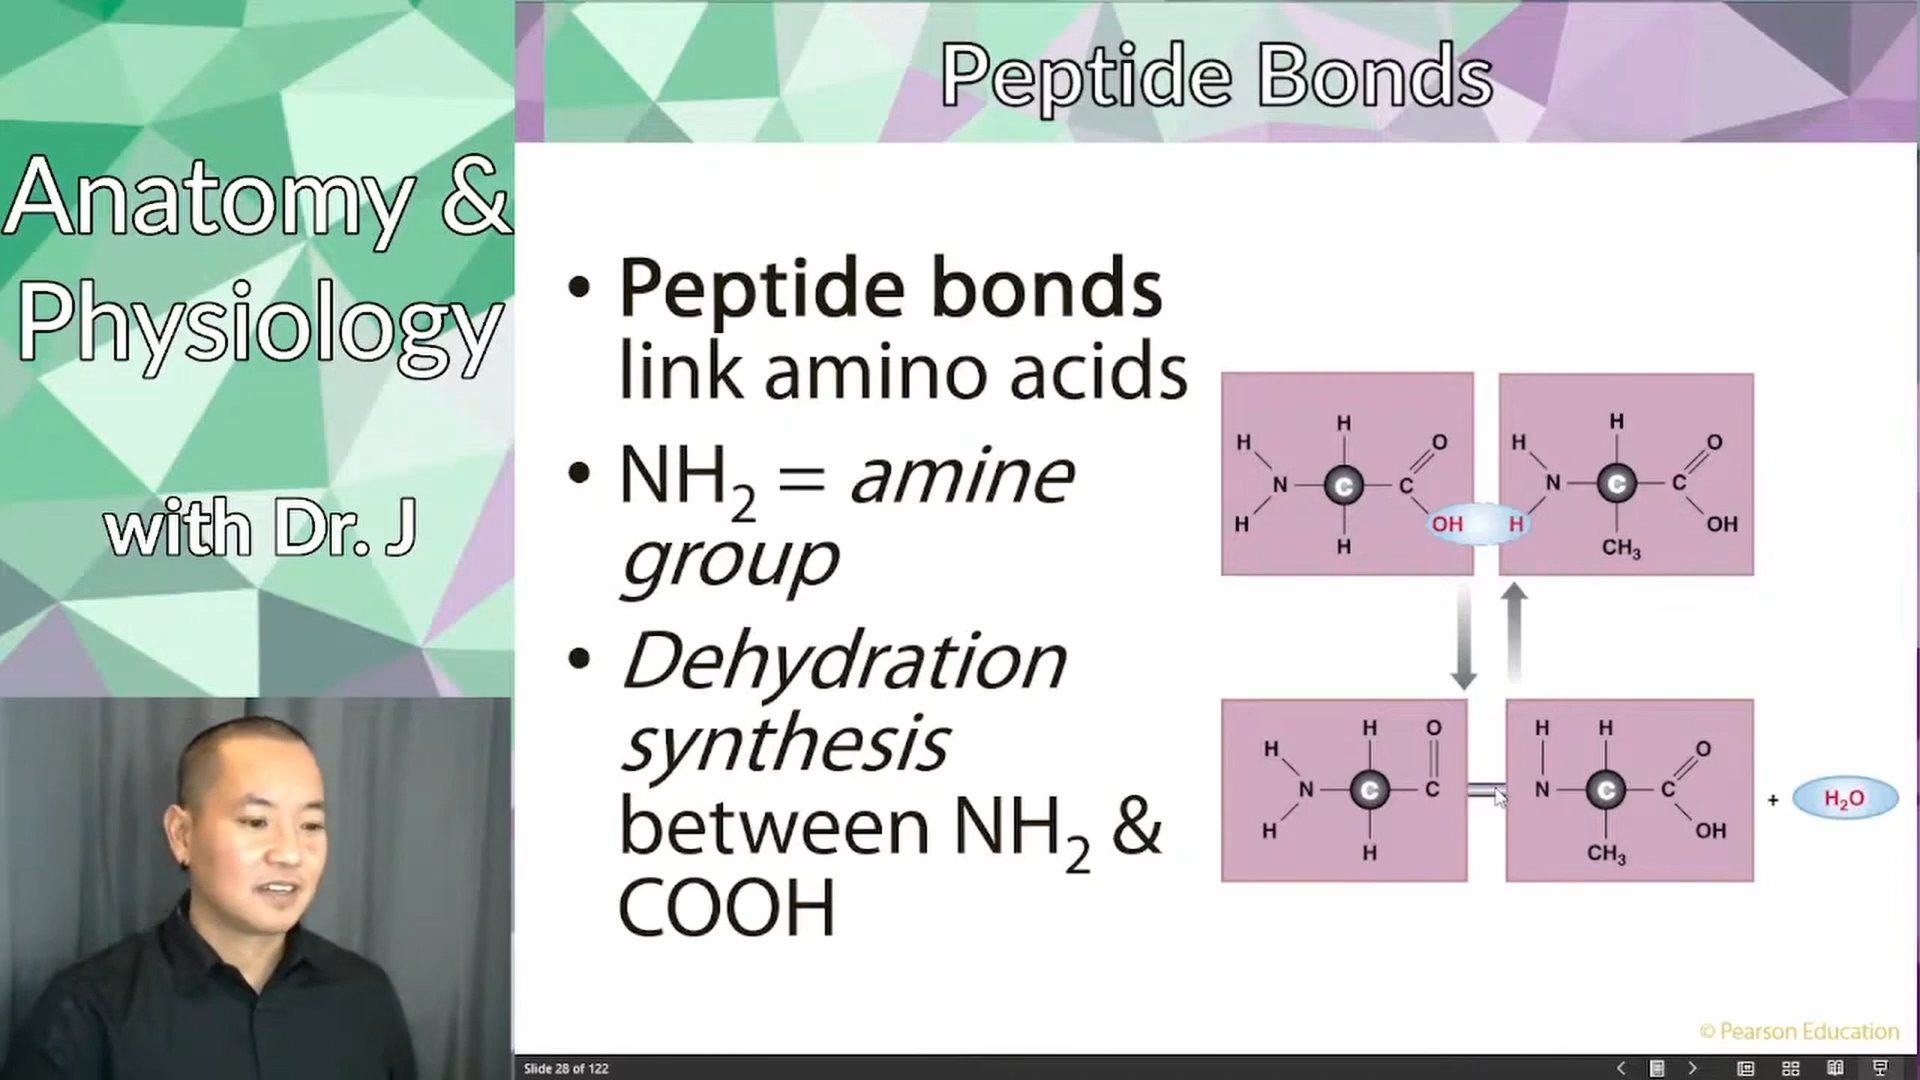 Peptide Bonds
Anatomy &
Physiology
with Dr. J
• Peptide bonds
link amino acids
• NH₂ = amine
group
• Dehydration
synthesis
between NH₂ &
COOH
H H O H H O
H N C C OH H N C C OH
H H CH₃
H H O H H O
H N C C N C C OH + H₂O
H H CH₃
© Pearson Education
Slide 28 of 122